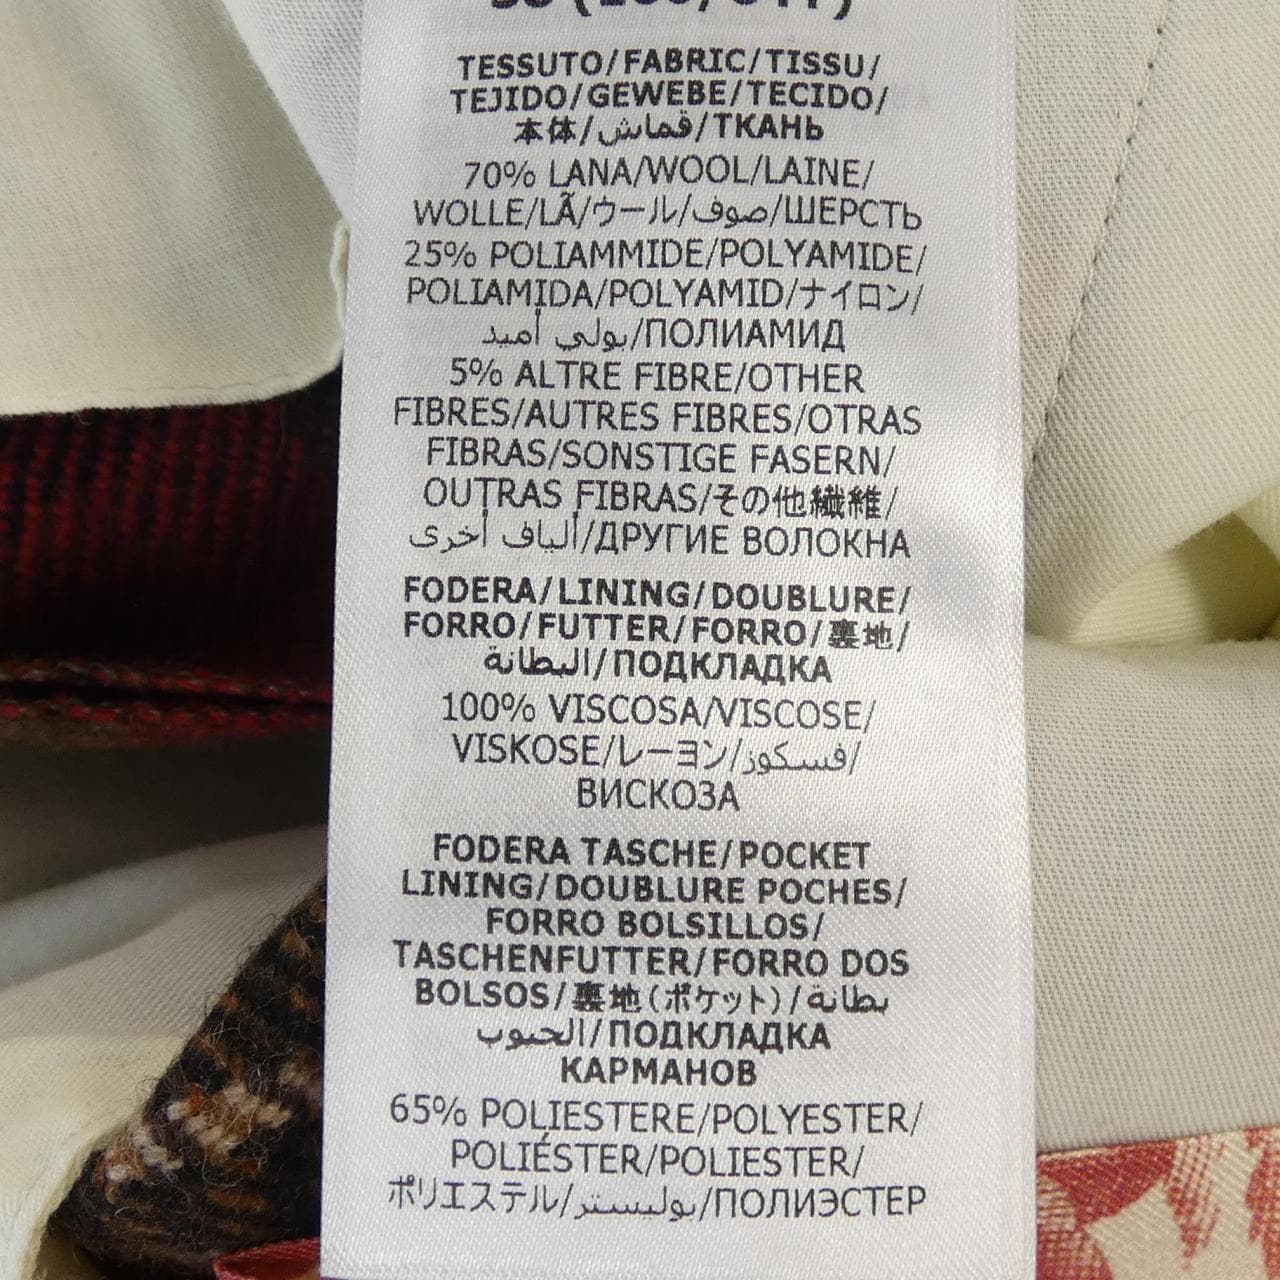 TESSUTO/FABRIC/TISSU/
TEJIDO/GEWEBE/TECIDO/
本体/قماش/ТКАНЬ
70% LANA/WOOL/LAINE/
WOLLE/LÃ/ウール/صوف/ШЕРСТЬ
25% POLIAMMIDE/POLYAMIDE/
POLIAMIDA/POLYAMID/ナイロン/
بولي أميد/ПОЛИАМИД
5% ALTRE FIBRE/OTHER
FIBRES/AUTRES FIBRES/OTRAS
FIBRAS/SONSTIGE FASERN/
OUTRAS FIBRAS/その他繊維/
ألياف أخرى/ДРУГИЕ ВОЛОКНА
FODERA/LINING/DOUBLURE/
FORRO/FUTTER/FORRO/裏地/
البطانة/ПОДКЛАДКА
100% VISCOSA/VISCOSE/
VISKOSE/レーヨン/فسكوز/
ВИСКОЗА
FODERA TASCHE/POCKET
LINING/DOUBLURE POCHES/
FORRO BOLSILLOS/
TASCHENFUTTER/FORRO DOS
BOLSOS/裏地(ポケット)/بطانة
الجيوب/ПОДКЛАДКА
КАРМАНОВ
65% POLIESTERE/POLYESTER/
POLIÉSTER/POLIESTER/
ポリエステル/بوليستر/ПОЛИЭСТЕР